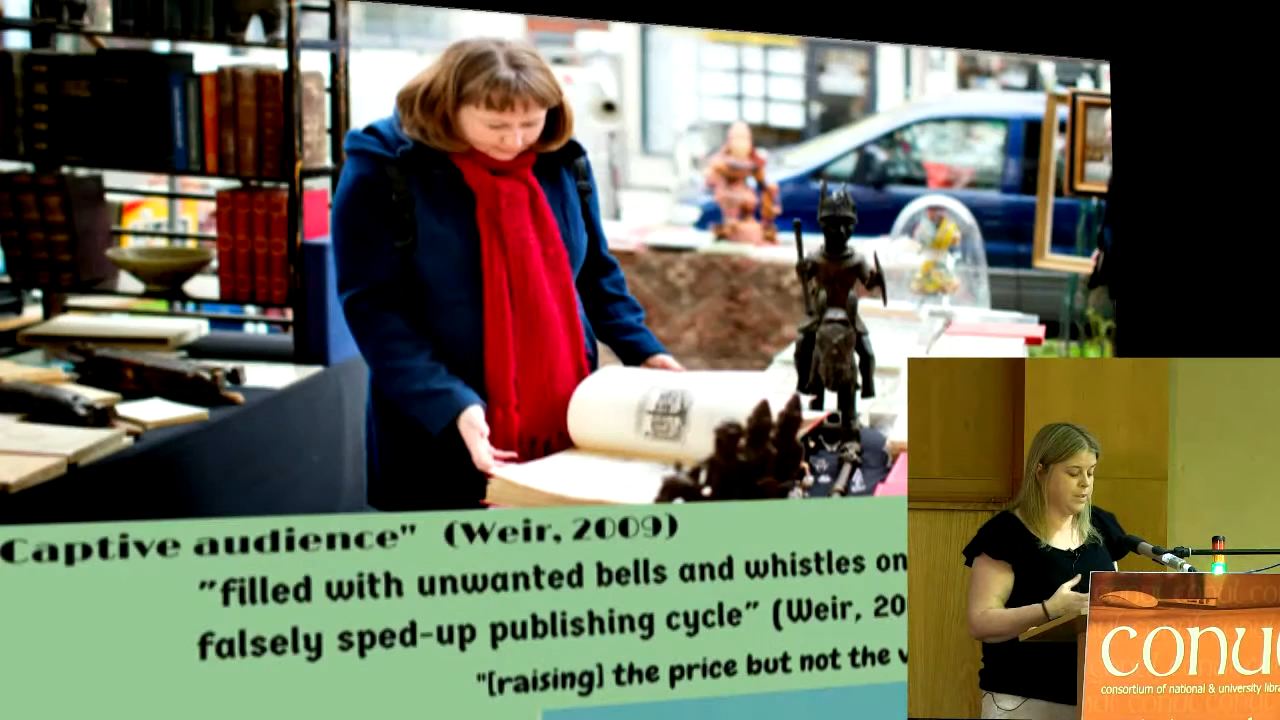 Captive audience" (Weir, 2009)
"filled with unwanted bells and whistles on
falsely sped-up publishing cycle" (Weir, 20
"[raising] the price but not the
conu
consortium of national & university